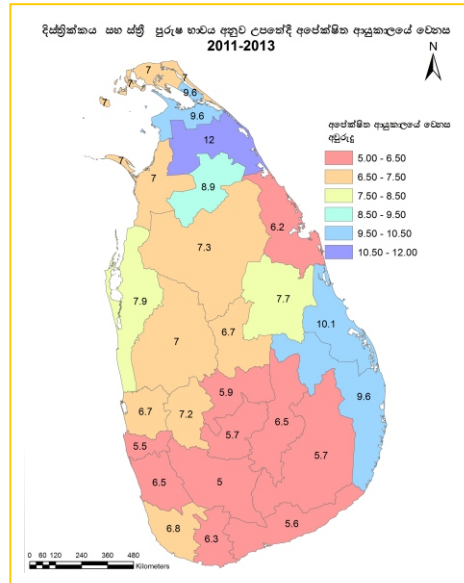 දිස්ත්‍රික්කය සහ ස්ත්‍රී පුරුෂ භාවය අනුව උපතේදී අපේක්ෂිත ආයුකාලයේ වෙනස
2011-2013
N
අපේක්ෂිත ආයුකාලයේ වෙනස
අවුරුදු
5.00 - 6.50
6.50 - 7.50
7.50 - 8.50
8.50 - 9.50
9.50 - 10.50
10.50 - 12.00
7
7
7
7
9.6
9.6
12
7
7
8.9
6.2
7.3
7.9
7.7
10.1
6.7
7
9.6
5.9
6.7
7.2
6.5
5.7
5.7
5.5
6.5
5
6.8
6.3
5.6
0 60 120 240 360 480
Kilometers